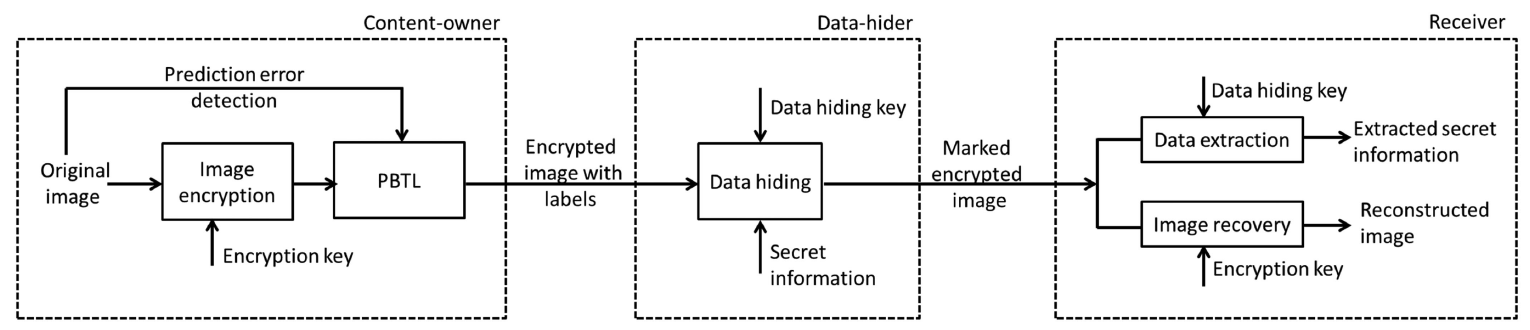 Content-owner
Prediction error
detection
Original
image
Image
encryption
Encryption key
PBTL
Encrypted
image with
labels
Data-hider
Data hiding key
Data hiding
Secret
information
Marked
encrypted
image
Receiver
Data hiding key
Data extraction
Extracted secret
information
Image recovery
Reconstructed
image
Encryption key